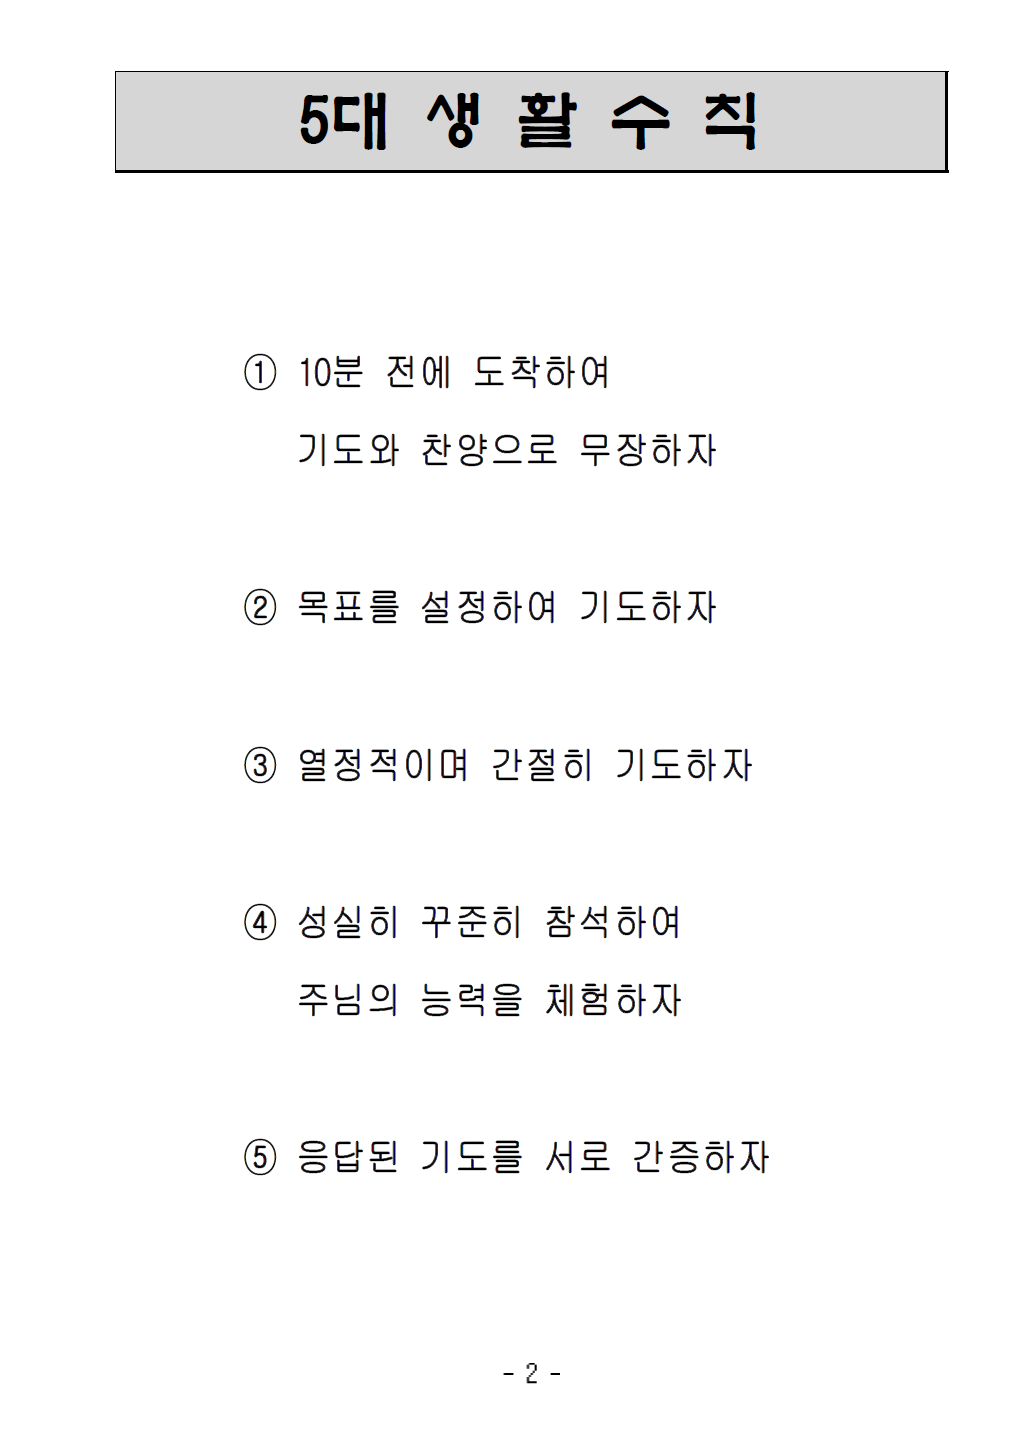 5대 생 활 수 칙
① 10분 전에 도착하여
기도와 찬양으로 무장하자
② 목표를 설정하여 기도하자
③ 열정적이며 간절히 기도하자
④ 성실히 꾸준히 참석하여
주님의 능력을 체험하자
⑤ 응답된 기도를 서로 간증하자
- 2 -